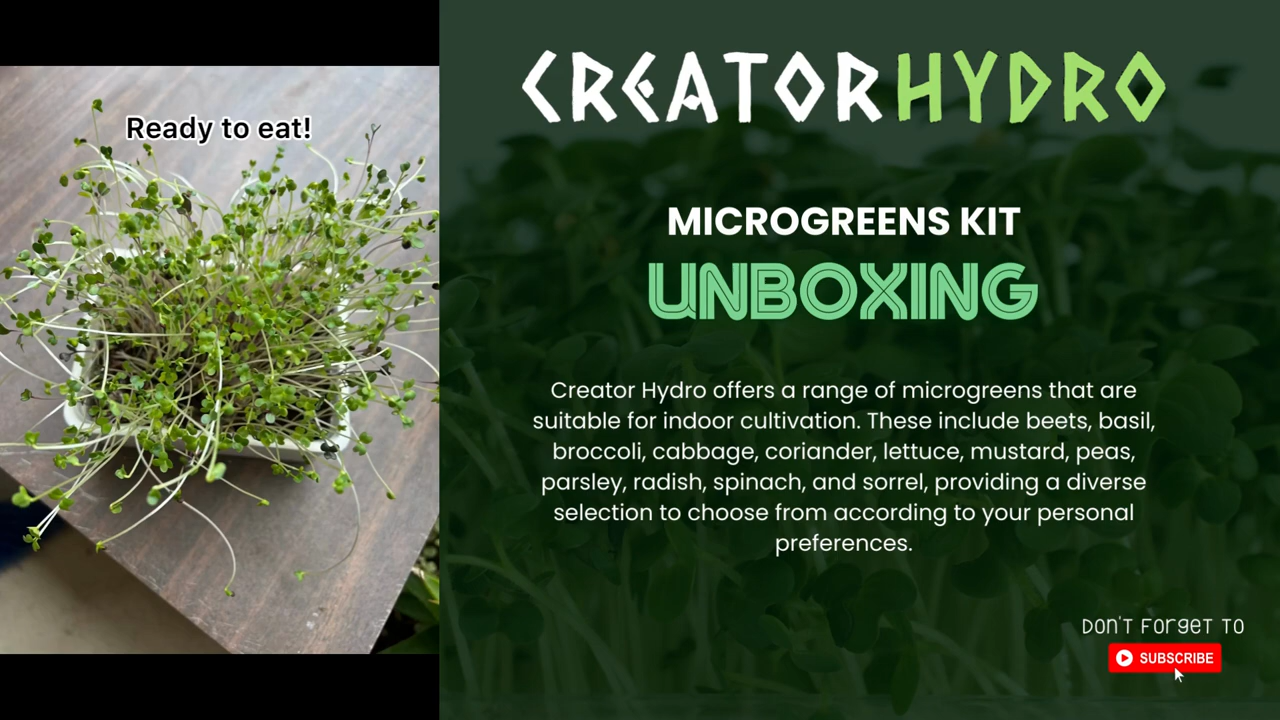 Ready to eat!
CREATORHYDRO
MICROGREENS KIT
UNBOXING
Creator Hydro offers a range of microgreens that are
suitable for indoor cultivation. These include beets, basil,
broccoli, cabbage, coriander, lettuce, mustard, peas,
parsley, radish, spinach, and sorrel, providing a diverse
selection to choose from according to your personal
preferences.
DON'T FORGET TO
SUBSCRIBE